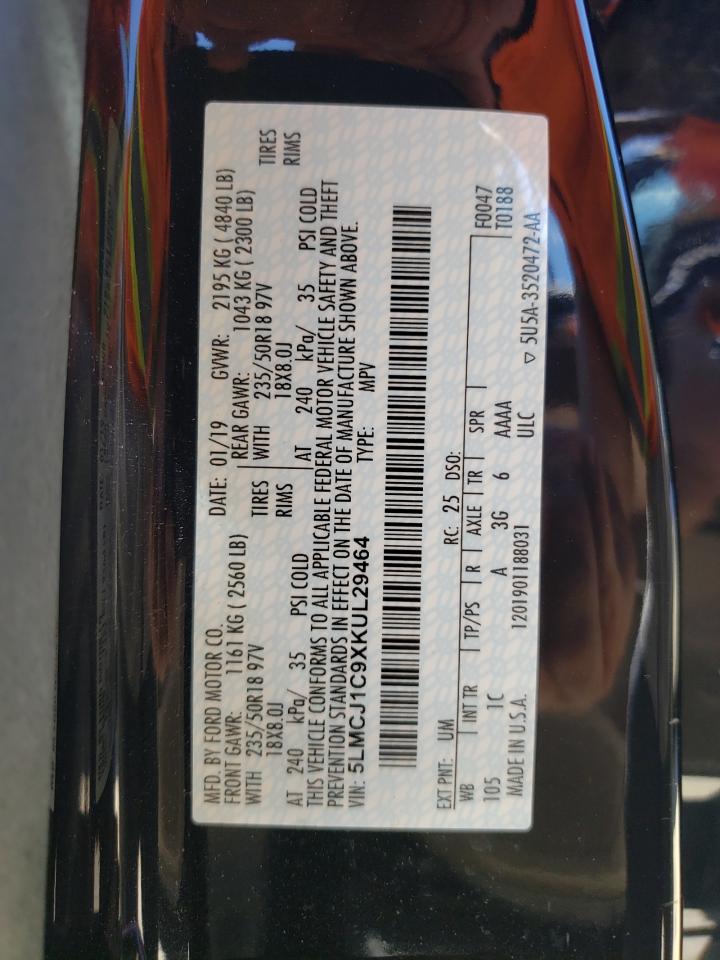 MFD. BY FORD MOTOR CO.
DATE: 01/19 GVWR: 2195 KG ( 4840 LB)
FRONT GAWR: 1161 KG ( 2560 LB) REAR GAWR: 1043 KG ( 2300 LB)
WITH 235/50R18 97V TIRES WITH 235/50R18 97V TIRES
18X8.0J RIMS 18X8.0J RIMS
AT 240 kPa/ 35 PSI COLD AT 240 kPa/ 35 PSI COLD
THIS VEHICLE CONFORMS TO ALL APPLICABLE FEDERAL MOTOR VEHICLE SAFETY AND THEFT
PREVENTION STANDARDS IN EFFECT ON THE DATE OF MANUFACTURE SHOWN ABOVE.
VIN: 5LMCJ1C9XKUL29464 TYPE: MPV
EXT PNT: UM RC: 25 DSO: F0047
WB INT TR TP/PS R AXLE TR SPR T0188
105 1C A 3G 6 AAAA
MADE IN U.S.A. 1201901188031 ULC ▽ 5U5A-3520472-AA